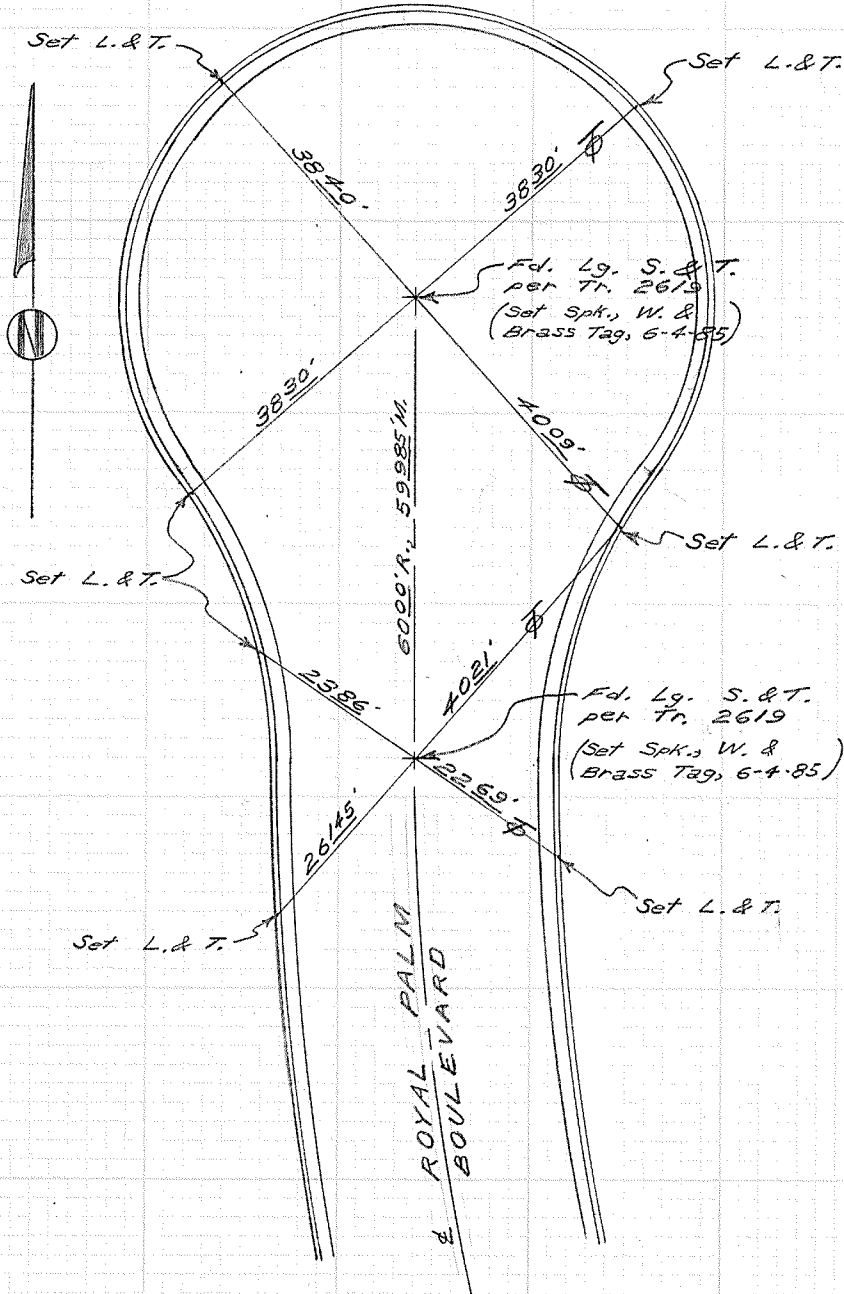 Set L. & T.
Set L. & T.
38 40
38 30'
Fd. Lg. S. & T.
per Tr. 2619
(Set Spk., W. &
Brass Tag, 6-4-85)
N
38 30'
40 09
60 00' R., 59 985' M.
Set L. & T.
Set L. & T.
23 86
40 21'
Fd. Lg. S. & T.
per Tr. 2619
(Set Spk., W. &
Brass Tag, 6-4-85)
22 69
26 145'
Set L. & T.
Set L. & T.
℄ ROYAL PALM
BOULEVARD